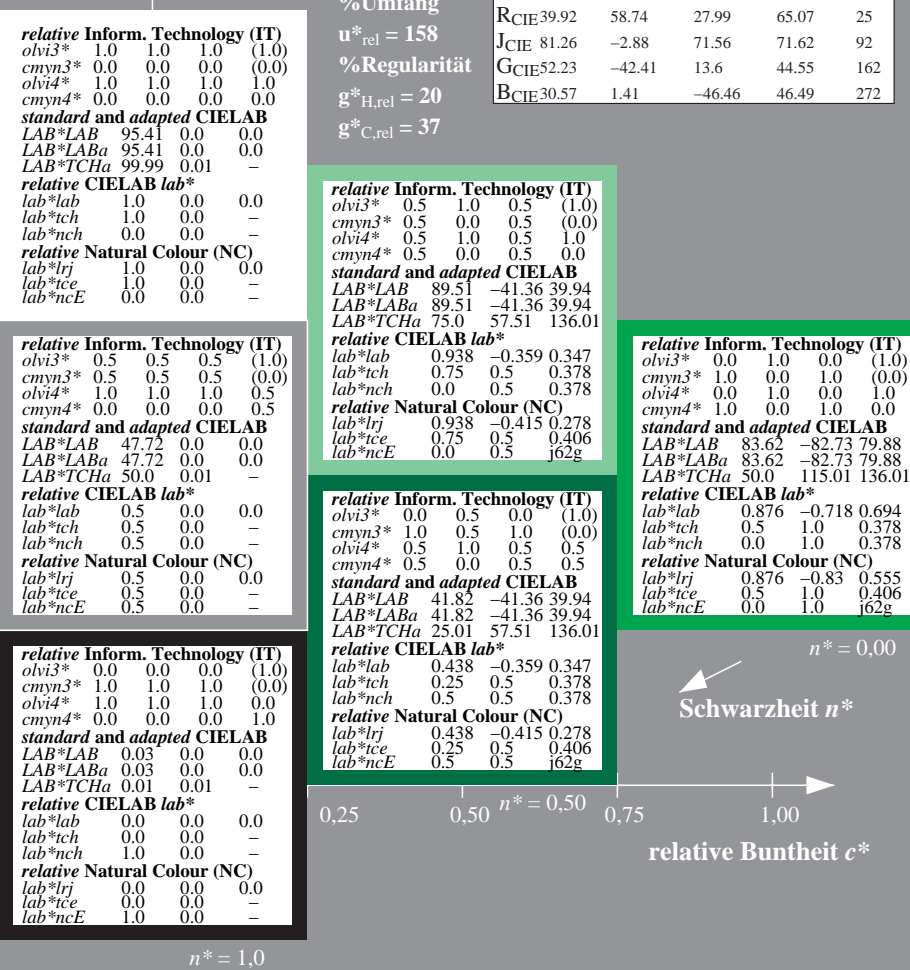 %Umfang
u*rel = 158
%Regularität
g*H,rel = 20
g*C,rel = 37
RCIE 39.92 58.74 27.99 65.07 25
JCIE 81.26 −2.88 71.56 71.62 92
GCIE 52.23 −42.41 13.6 44.55 162
BCIE 30.57 1.41 −46.46 46.49 272
relative Inform. Technology (IT)
olvi3* 1.0 1.0 1.0 (1.0)
cmyn3* 0.0 0.0 0.0 (0.0)
olvi4* 1.0 1.0 1.0 1.0
cmyn4* 0.0 0.0 0.0 0.0
standard and adapted CIELAB
LAB*LAB 95.41 0.0 0.0
LAB*LABa 95.41 0.0 0.0
LAB*TCHa 99.99 0.01 –
relative CIELAB lab*
lab*lab 1.0 0.0 0.0
lab*tch 1.0 0.0 –
lab*nch 0.0 0.0 –
relative Natural Colour (NC)
lab*lrj 1.0 0.0 0.0
lab*tce 1.0 0.0 –
lab*ncE 0.0 0.0 –
relative Inform. Technology (IT)
olvi3* 0.5 1.0 0.5 (1.0)
cmyn3* 0.5 0.0 0.5 (0.0)
olvi4* 0.5 1.0 0.5 1.0
cmyn4* 0.5 0.0 0.5 0.0
standard and adapted CIELAB
LAB*LAB 89.51 −41.36 39.94
LAB*LABa 89.51 −41.36 39.94
LAB*TCHa 75.0 57.51 136.01
relative CIELAB lab*
lab*lab 0.938 −0.359 0.347
lab*tch 0.75 0.5 0.378
lab*nch 0.0 0.5 0.378
relative Natural Colour (NC)
lab*lrj 0.938 −0.415 0.278
lab*tce 0.75 0.5 0.406
lab*ncE 0.0 0.5 j62g
relative Inform. Technology (IT)
olvi3* 0.5 0.5 0.5 (1.0)
cmyn3* 0.5 0.5 0.5 (0.0)
olvi4* 1.0 1.0 1.0 0.5
cmyn4* 0.0 0.0 0.0 0.5
standard and adapted CIELAB
LAB*LAB 47.72 0.0 0.0
LAB*LABa 47.72 0.0 0.0
LAB*TCHa 50.0 0.01 –
relative CIELAB lab*
lab*lab 0.5 0.0 0.0
lab*tch 0.5 0.0 –
lab*nch 0.5 0.0 –
relative Natural Colour (NC)
lab*lrj 0.5 0.0 0.0
lab*tce 0.5 0.0 –
lab*ncE 0.5 0.0 –
relative Inform. Technology (IT)
olvi3* 0.0 1.0 0.0 (1.0)
cmyn3* 1.0 0.0 1.0 (0.0)
olvi4* 0.0 1.0 0.0 1.0
cmyn4* 1.0 0.0 1.0 0.0
standard and adapted CIELAB
LAB*LAB 83.62 −82.73 79.88
LAB*LABa 83.62 −82.73 79.88
LAB*TCHa 50.0 115.01 136.01
relative CIELAB lab*
lab*lab 0.876 −0.718 0.694
lab*tch 0.5 1.0 0.378
lab*nch 0.0 1.0 0.378
relative Natural Colour (NC)
lab*lrj 0.876 −0.83 0.555
lab*tce 0.5 1.0 0.406
lab*ncE 0.0 1.0 j62g
relative Inform. Technology (IT)
olvi3* 0.0 0.5 0.0 (1.0)
cmyn3* 1.0 0.5 1.0 (0.0)
olvi4* 0.5 1.0 0.5 0.5
cmyn4* 0.5 0.0 0.5 0.5
standard and adapted CIELAB
LAB*LAB 41.82 −41.36 39.94
LAB*LABa 41.82 −41.36 39.94
LAB*TCHa 25.01 57.51 136.01
relative CIELAB lab*
lab*lab 0.438 −0.359 0.347
lab*tch 0.25 0.5 0.378
lab*nch 0.5 0.5 0.378
relative Natural Colour (NC)
lab*lrj 0.438 −0.415 0.278
lab*tce 0.25 0.5 0.406
lab*ncE 0.5 0.5 j62g
relative Inform. Technology (IT)
olvi3* 0.0 0.0 0.0 (1.0)
cmyn3* 1.0 1.0 1.0 (0.0)
olvi4* 1.0 1.0 1.0 0.0
cmyn4* 0.0 0.0 0.0 1.0
standard and adapted CIELAB
LAB*LAB 0.03 0.0 0.0
LAB*LABa 0.03 0.0 0.0
LAB*TCHa 0.01 0.01 –
relative CIELAB lab*
lab*lab 0.0 0.0 0.0
lab*tch 0.0 0.0 –
lab*nch 1.0 0.0 –
relative Natural Colour (NC)
lab*lrj 0.0 0.0 0.0
lab*tce 0.0 0.0 –
lab*ncE 1.0 0.0 –
n* = 0,00
Schwarzheit n*
n* = 0,50
0,25 0,50 0,75 1,00
relative Buntheit c*
n* = 1,0